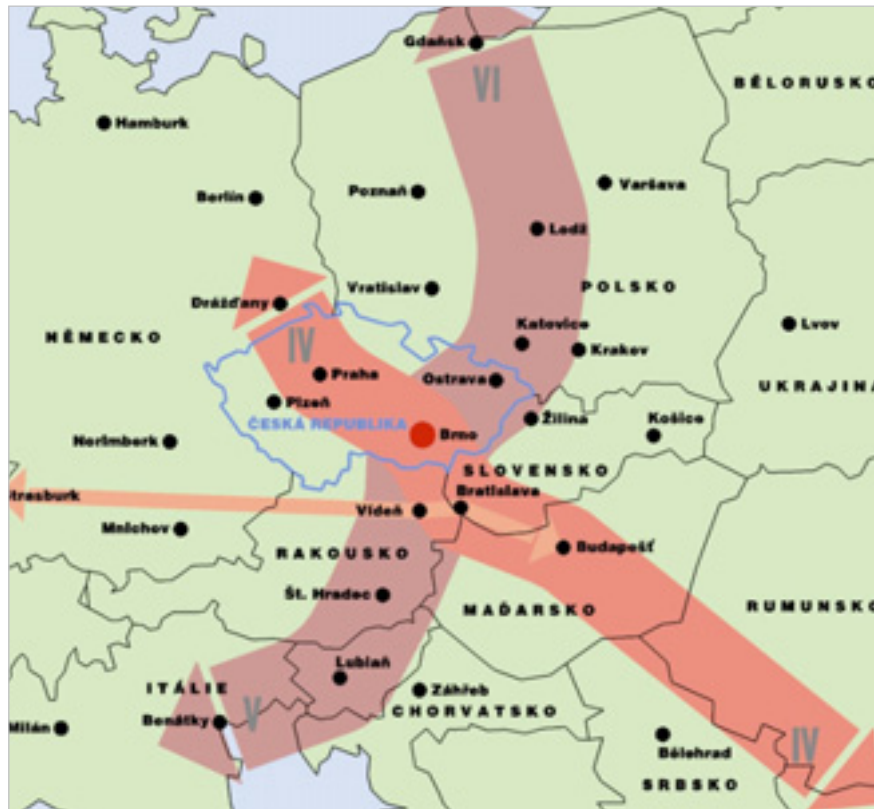 Gdaňsk
VI
BĚLORUSKO
Hamburk
Berlín
Poznaň
Varšava
Lodž
Vratislav
POLSKO
Drážďany
NĚMECKO
IV
Katovice
Krakov
Lvov
Praha
Ostrava
UKRAJINA
Plzeň
ČESKÁ REPUBLIKA
Brno
Žilina
Košice
Norimberk
SLOVENSKO
trasburk
Bratislava
Vídeň
Mnichov
RAKOUSKO
Budapešť
Št. Hradec
MAĎARSKO
RUMUNSKO
Lublaň
ITÁLIE
Záhřeb
CHORVATSKO
Benátky
V
Milán
IV
Bělehrad
SRBSKO